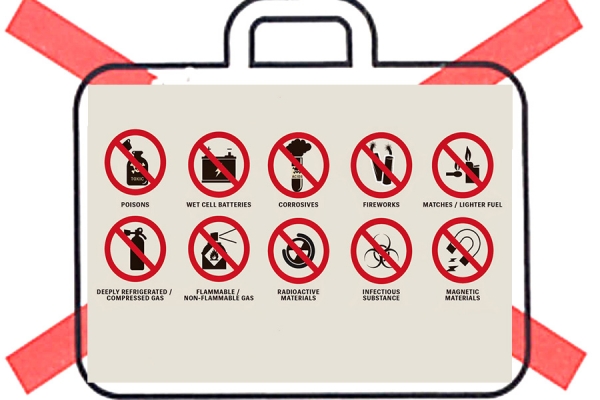 TOXIC
POISONS
WET CELL BATTERIES
CORROSIVES
FIREWORKS
MATCHES / LIGHTER FUEL
DEEPLY REFRIGERATED /
COMPRESSED GAS
FLAMMABLE /
NON-FLAMMABLE GAS
RADIOACTIVE
MATERIALS
INFECTIOUS
SUBSTANCE
MAGNETIC
MATERIALS